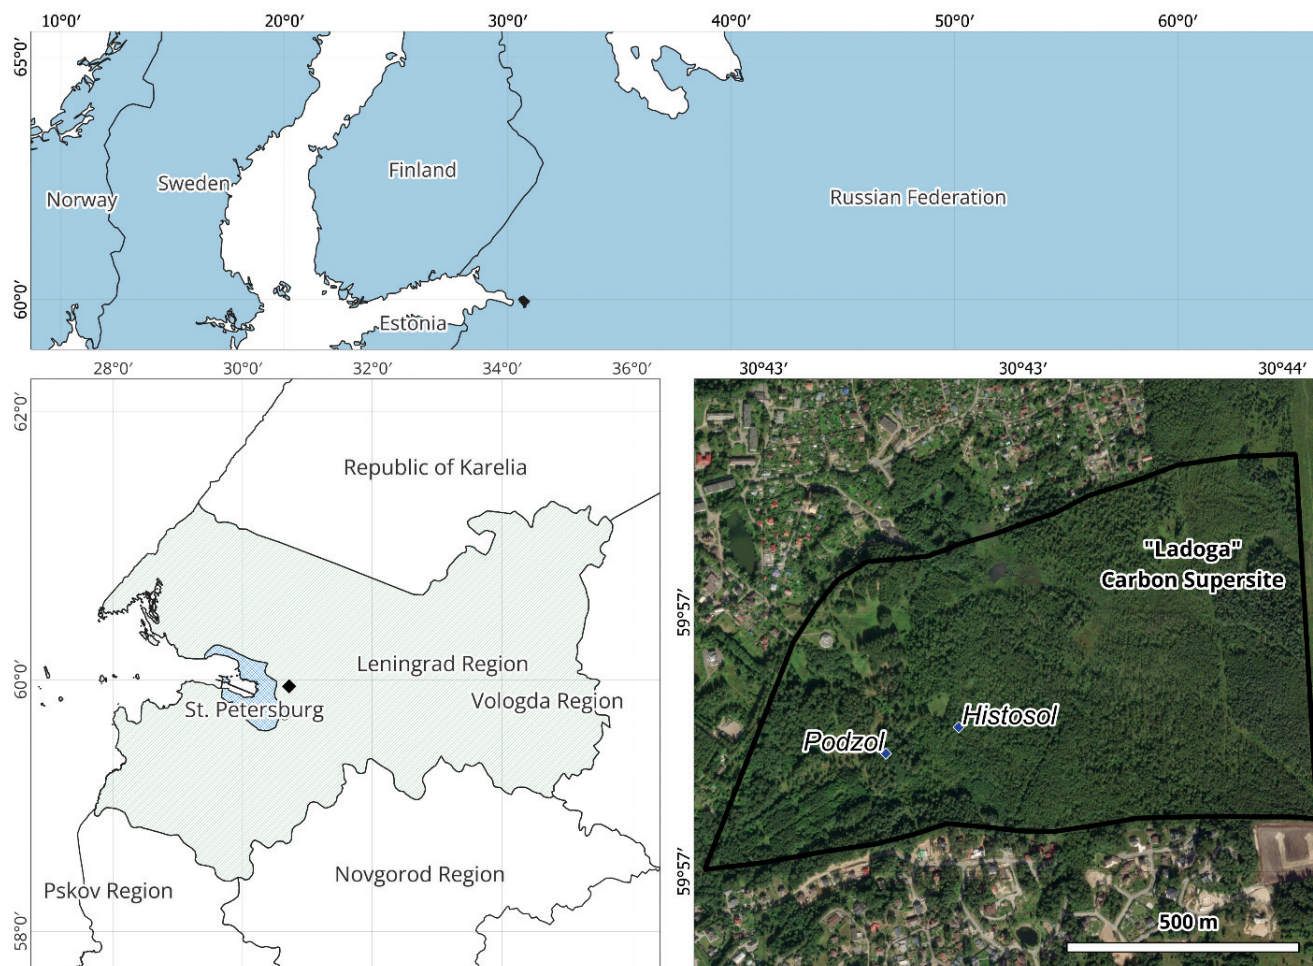 10°0′ 20°0′ 30°0′ 40°0′ 50°0′ 60°0′
65°0′
Norway
Sweden
Finland
Russian Federation
60°0′
Estonia
28°0′ 30°0′ 32°0′ 34°0′ 36°0′
62°0′
Republic of Karelia
Leningrad Region
60°0′
Vologda Region
St. Petersburg
Pskov Region
Novgorod Region
58°0′
30°43′ 30°43′ 30°44′
"Ladoga"
Carbon Supersite
59°57′
Histosol
Podzol
59°57′
500 m